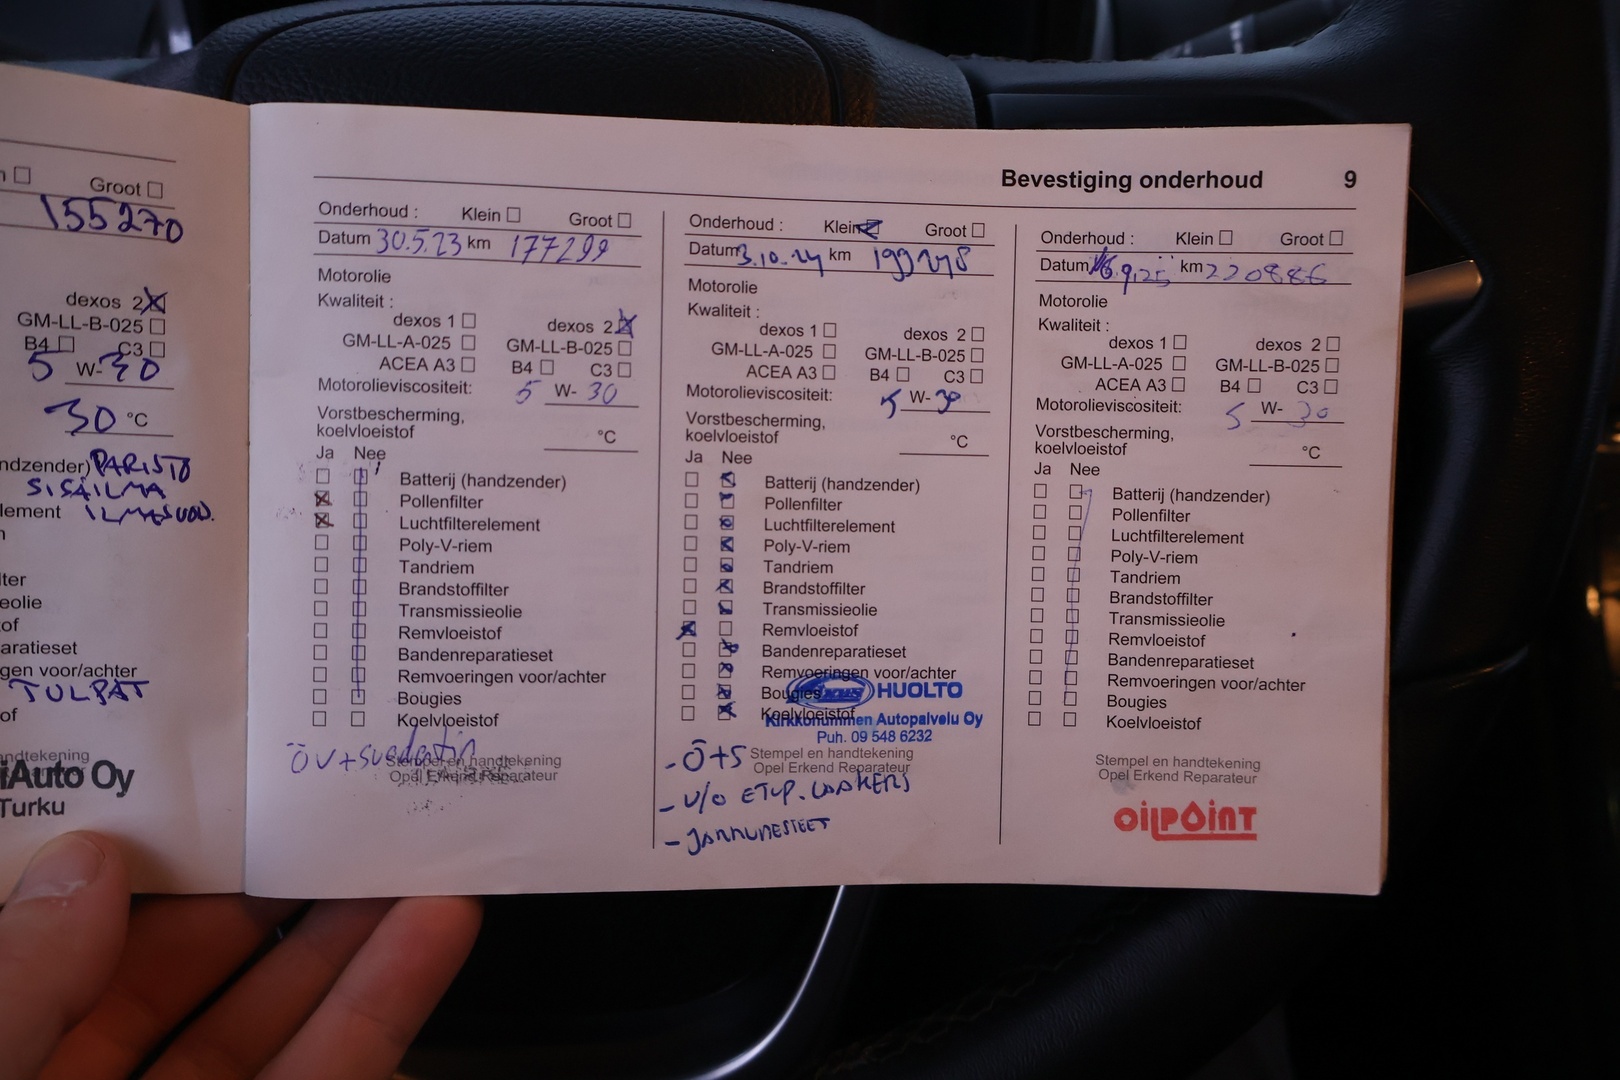 n ☐ Groot ☐
155270
dexos 2 ☒
GM-LL-B-025 ☐
B4 ☐ C3 ☐
5 W-30
30 °C
ndzender) PARISTO
SISÄILMA
lement ILMASUOD.
n
lter
eolie
of
aratieset
gen voor/achter
TULPAT
of
andtekening
iAuto Oy
Turku
Bevestiging onderhoud 9
Onderhoud : Klein ☐ Groot ☐
Datum 30.5.23 km 177299
Motorolie
Kwaliteit :
dexos 1 ☐ dexos 2 ☒
GM-LL-A-025 ☐ GM-LL-B-025 ☐
ACEA A3 ☐ B4 ☐ C3 ☐
Motorolieviscositeit: 5 W- 30
Vorstbescherming,
koelvloeistof °C
Ja Nee
☐ ☐ Batterij (handzender)
☒ ☐ Pollenfilter
☒ ☐ Luchtfilterelement
☐ ☐ Poly-V-riem
☐ ☐ Tandriem
☐ ☐ Brandstoffilter
☐ ☐ Transmissieolie
☐ ☐ Remvloeistof
☐ ☐ Bandenreparatieset
☐ ☐ Remvoeringen voor/achter
☐ ☐ Bougies
☐ ☐ Koelvloeistof
öv+suodatin
Stempel en handtekening
Opel Erkend Reparateur
Onderhoud : Klein ☒ Groot ☐
Datum 3.10.24 km 199278
Motorolie
Kwaliteit :
dexos 1 ☐ dexos 2 ☐
GM-LL-A-025 ☐ GM-LL-B-025 ☐
ACEA A3 ☐ B4 ☐ C3 ☐
Motorolieviscositeit: 5 W- 30
Vorstbescherming,
koelvloeistof °C
Ja Nee
☐ ☒ Batterij (handzender)
☐ ☒ Pollenfilter
☐ ☒ Luchtfilterelement
☐ ☒ Poly-V-riem
☐ ☒ Tandriem
☐ ☒ Brandstoffilter
☐ ☒ Transmissieolie
☒ ☐ Remvloeistof
☐ ☒ Bandenreparatieset
☐ ☒ Remvoeringen voor/achter
☐ ☒ Bougies HUOLTO
☐ ☒ Koelvloeistof
Kirkkonummen Autopalvelu Oy
Puh. 09 548 6232
- Ö+S Stempel en handtekening
Opel Erkend Reparateur
- V/O ETUP.
- JARRUNESTEET
Onderhoud : Klein ☐ Groot ☐
Datum 16.9.25 km 220886
Motorolie
Kwaliteit :
dexos 1 ☐ dexos 2 ☐
GM-LL-A-025 ☐ GM-LL-B-025 ☐
ACEA A3 ☐ B4 ☐ C3 ☐
Motorolieviscositeit: 5 W- 30
Vorstbescherming,
koelvloeistof °C
Ja Nee
☐ ☐ Batterij (handzender)
☐ ☐ Pollenfilter
☐ ☐ Luchtfilterelement
☐ ☐ Poly-V-riem
☐ ☐ Tandriem
☐ ☐ Brandstoffilter
☐ ☐ Transmissieolie
☐ ☐ Remvloeistof
☐ ☐ Bandenreparatieset
☐ ☐ Remvoeringen voor/achter
☐ ☐ Bougies
☐ ☐ Koelvloeistof
Stempel en handtekening
Opel Erkend Reparateur
OILPOINT